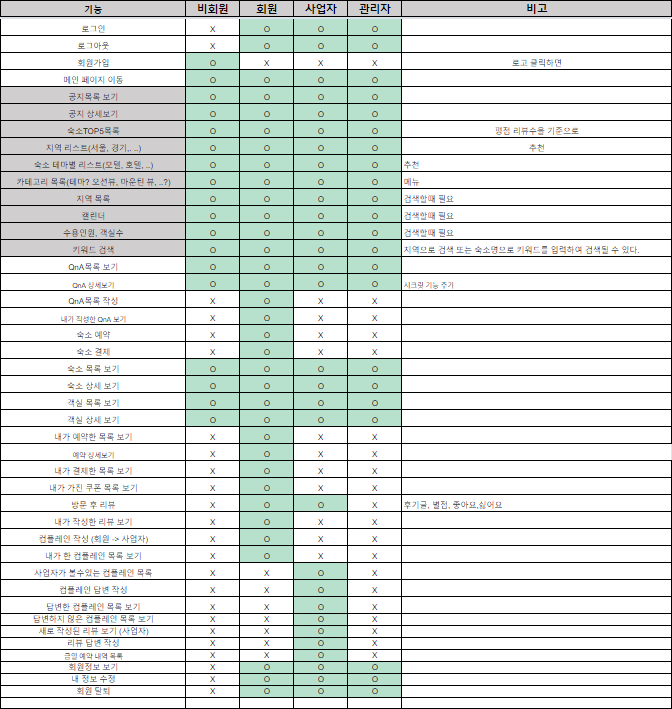 기능 비회원 회원 사업자 관리자 비고
로그인 X O O O
로그아웃 X O O O
회원가입 O X X X 로고 클릭하면
메인 페이지 이동 O O O O
공지목록 보기 O O O O
공지 상세보기 O O O O
숙소TOP5목록 O O O O 평점 리뷰수을 기준으로
지역 리스트(서울, 경기,. ..) O O O O 추천
숙소 테마별 리스트(모텔, 호텔, ..) O O O O 추천
카테고리 목록(테마? 오션뷰, 마운틴 뷰, ..?) O O O O 메뉴
지역 목록 O O O O 검색할때 필요
캘린더 O O O O 검색할때 필요
수용인원, 객실수 O O O O 검색할때 필요
키워드 검색 O O O O 지역으로 검색 또는 숙소명으로 키워드를 입력하여 검색될 수 있다.
QnA목록 보기 O O O O
QnA 상세보기 O O O O 시크릿 기능 추가
QnA목록 작성 X O X X
내가 작성한 QnA 보기 X O X X
숙소 예약 X O X X
숙소 결제 X O X X
숙소 목록 보기 O O O O
숙소 상세 보기 O O O O
객실 목록 보기 O O O O
객실 상세 보기 O O O O
내가 예약한 목록 보기 X O X X
예약 상세보기 X O X X
내가 결제한 목록 보기 X O X X
내가 가진 쿠폰 목록 보기 X O X X
방문 후 리뷰 X O O X 후기글, 별점, 좋아요,싫어요
내가 작성한 리뷰 보기 X O X X
컴플레인 작성 (회원 -> 사업자) X O X X
내가 한 컴플레인 목록 보기 X O X X
사업자가 볼수있는 컴플레인 목록 X X O X
컴플레인 답변 작성 X X O X
답변한 컴플레인 목록 보기 X X O X
답변하지 않은 컴플레인 목록 보기 X X O X
새로 작성된 리뷰 보기 (사업자) X X O X
리뷰 답변 작성 X X O X
금일 예약 내역 목록 X X O X
회원정보 보기 X O O O
내 정보 수정 X O O O
회원 탈퇴 X O O O